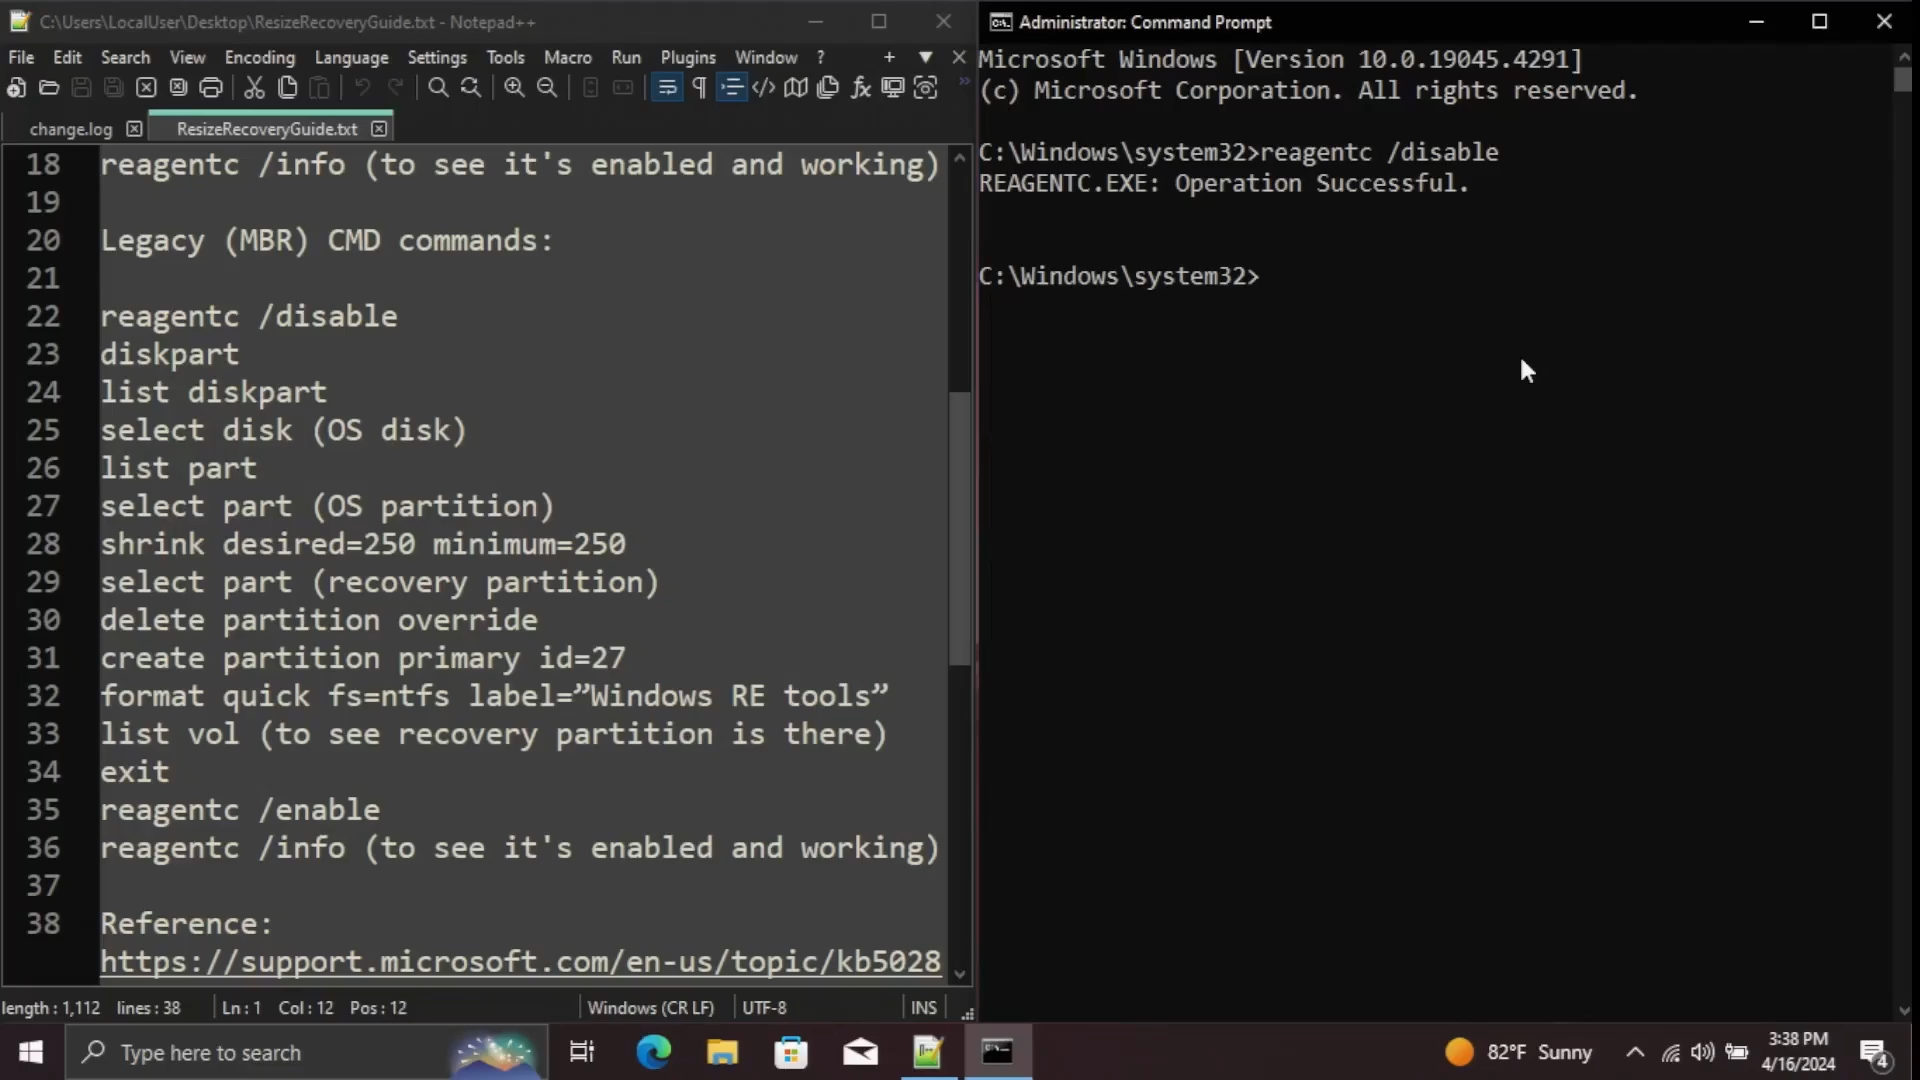 C:\Users\LocalUser\Desktop\ResizeRecoveryGuide.txt - Notepad++
File Edit Search View Encoding Language Settings Tools Macro Run Plugins Window ?
change.log ResizeRecoveryGuide.txt
18 reagentc /info (to see it's enabled and working)
19
20 Legacy (MBR) CMD commands:
21
22 reagentc /disable
23 diskpart
24 list diskpart
25 select disk (OS disk)
26 list part
27 select part (OS partition)
28 shrink desired=250 minimum=250
29 select part (recovery partition)
30 delete partition override
31 create partition primary id=27
32 format quick fs=ntfs label=”Windows RE tools”
33 list vol (to see recovery partition is there)
34 exit
35 reagentc /enable
36 reagentc /info (to see it's enabled and working)
37
38 Reference:
https://support.microsoft.com/en-us/topic/kb5028
length : 1,112 lines : 38 Ln : 1 Col : 12 Pos : 12 Windows (CR LF) UTF-8 INS
Administrator: Command Prompt
Microsoft Windows [Version 10.0.19045.4291]
(c) Microsoft Corporation. All rights reserved.
C:\Windows\system32>reagentc /disable
REAGENTC.EXE: Operation Successful.
C:\Windows\system32>
Type here to search
82°F Sunny
3:38 PM
4/16/2024
4